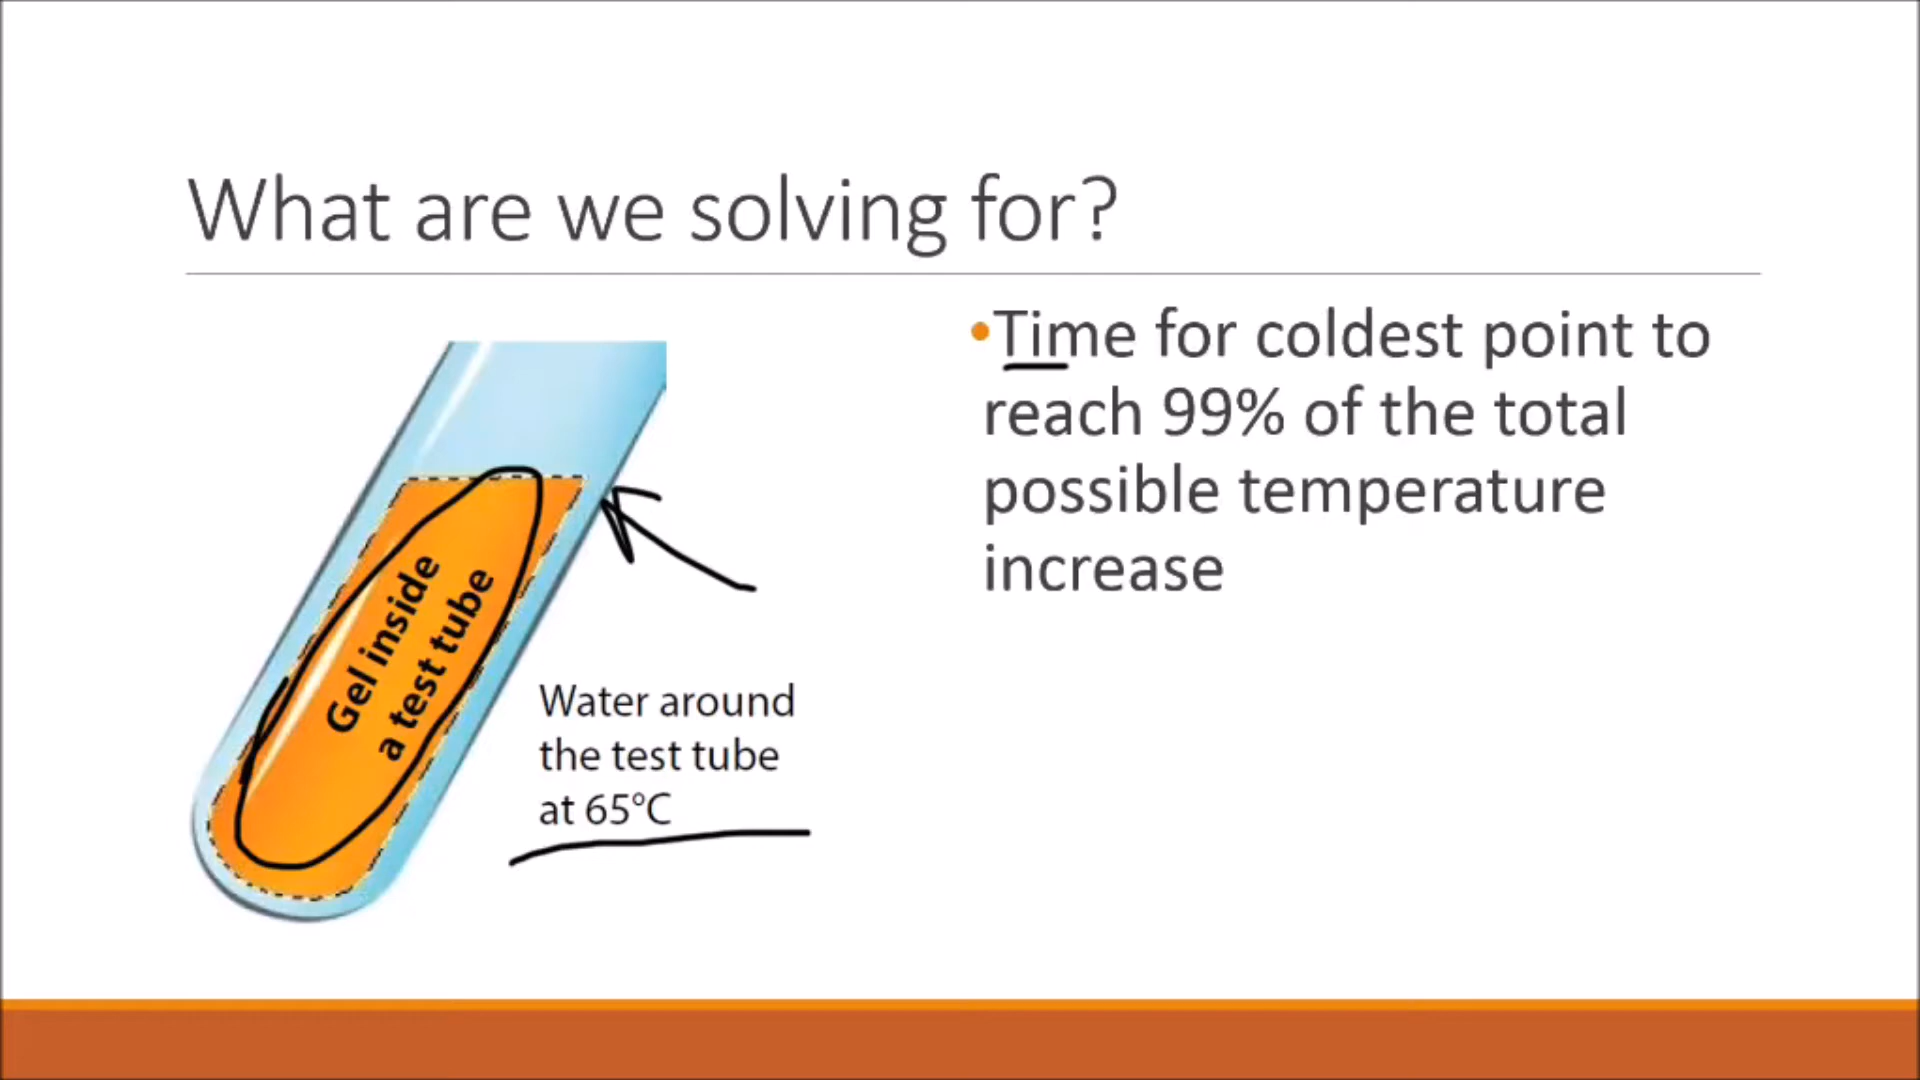 What are we solving for?
•Time for coldest point to
reach 99% of the total
possible temperature
increase
Gel inside
a test tube
Water around
the test tube
at 65°C